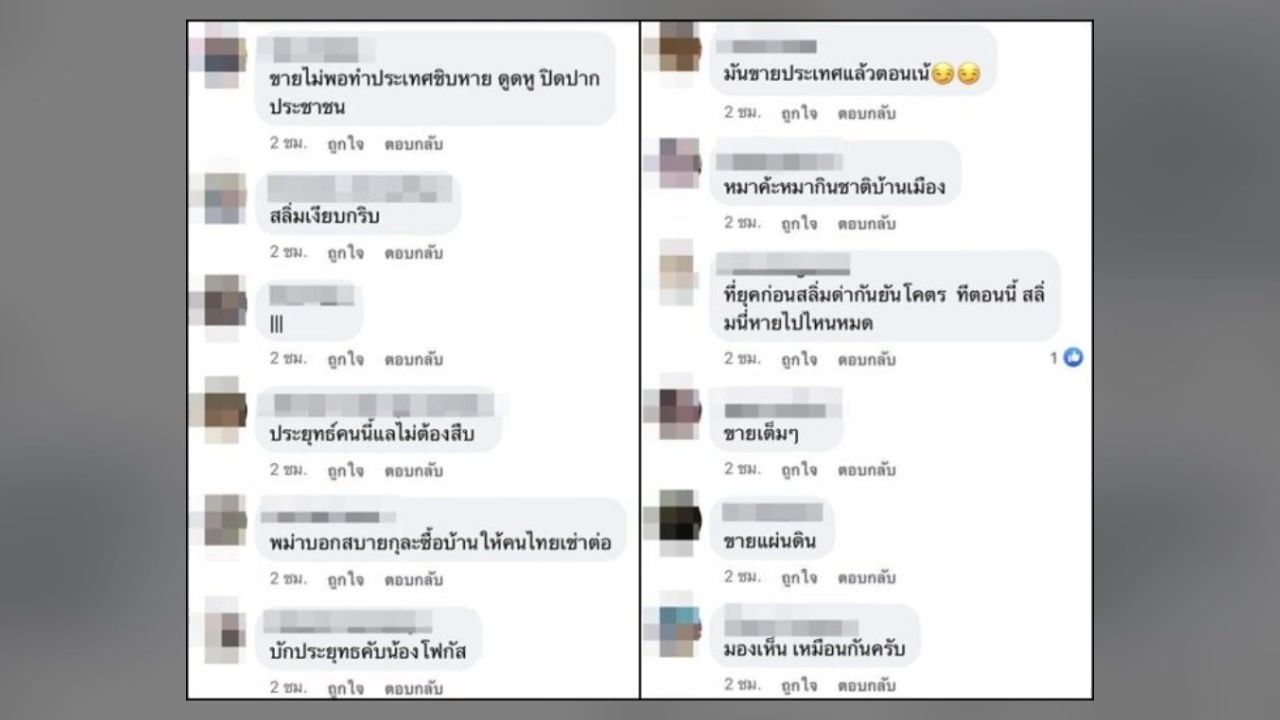 ขายไม่พอทำประเทศชิบหาย ดูดหู ปิดปาก
ประชาชน
2 ชม. ถูกใจ ตอบกลับ
สลิ่มเงียบกริบ
2 ชม. ถูกใจ ตอบกลับ
|||
2 ชม. ถูกใจ ตอบกลับ
ประยุทธ์คนนี้แลไม่ต้องสืบ
2 ชม. ถูกใจ ตอบกลับ
พม่าบอกสบายกุละซื้อบ้านให้คนไทยเช่าต่อ
2 ชม. ถูกใจ ตอบกลับ
บักประยุทธคับน้องโฟกัส
2 ชม. ถูกใจ ตอบกลับ
มันขายประเทศแล้วตอนเน้😏😏
2 ชม. ถูกใจ ตอบกลับ
หมาค้ะหมากินชาติบ้านเมือง
2 ชม. ถูกใจ ตอบกลับ
ที่ยุคก่อนสลิ่มด่ากันยันโคตร ทีตอนนี้ สลิ่
มนี่หายไปไหนหมด
2 ชม. ถูกใจ ตอบกลับ
1
ขายเต็มๆ
2 ชม. ถูกใจ ตอบกลับ
ขายแผ่นดิน
2 ชม. ถูกใจ ตอบกลับ
มองเห็น เหมือนกันครับ
2 ชม. ถูกใจ ตอบกลับ